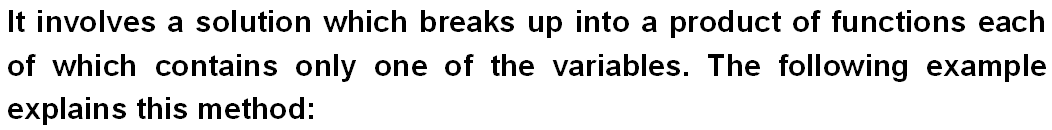 It involves a solution which breaks up into a product of functions each
of which contains only one of the variables. The following example
explains this method: